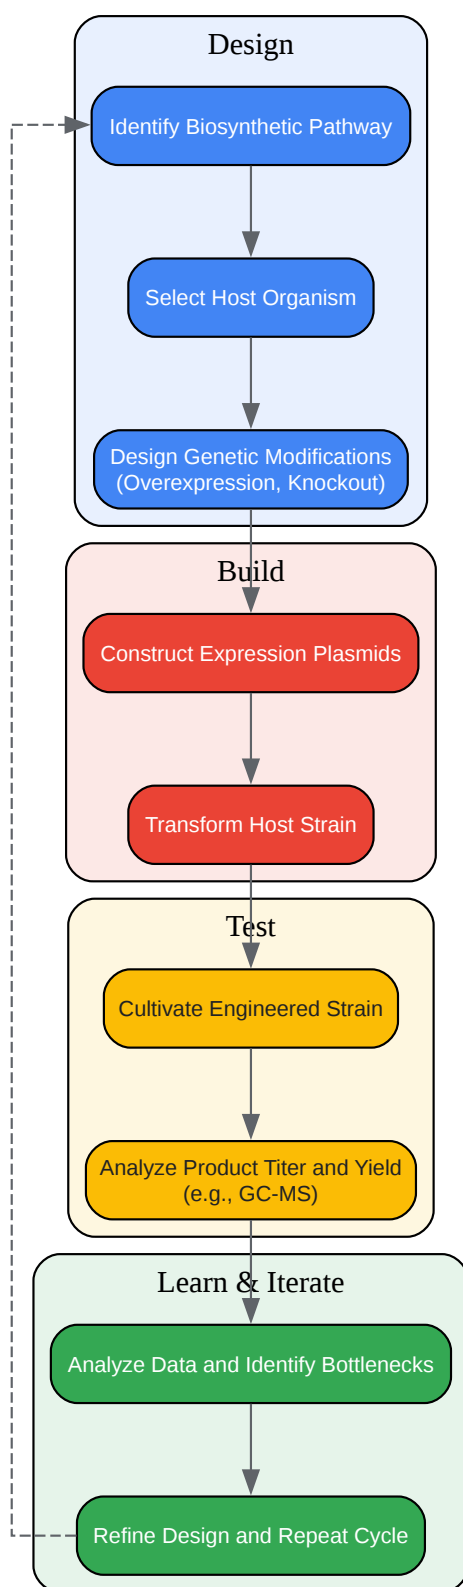 Design
Identify Biosynthetic Pathway
Select Host Organism
Design Genetic Modifications
(Overexpression, Knockout)
Build
Construct Expression Plasmids
Transform Host Strain
Test
Cultivate Engineered Strain
Analyze Product Titer and Yield
(e.g., GC-MS)
Learn & Iterate
Analyze Data and Identify Bottlenecks
Refine Design and Repeat Cycle